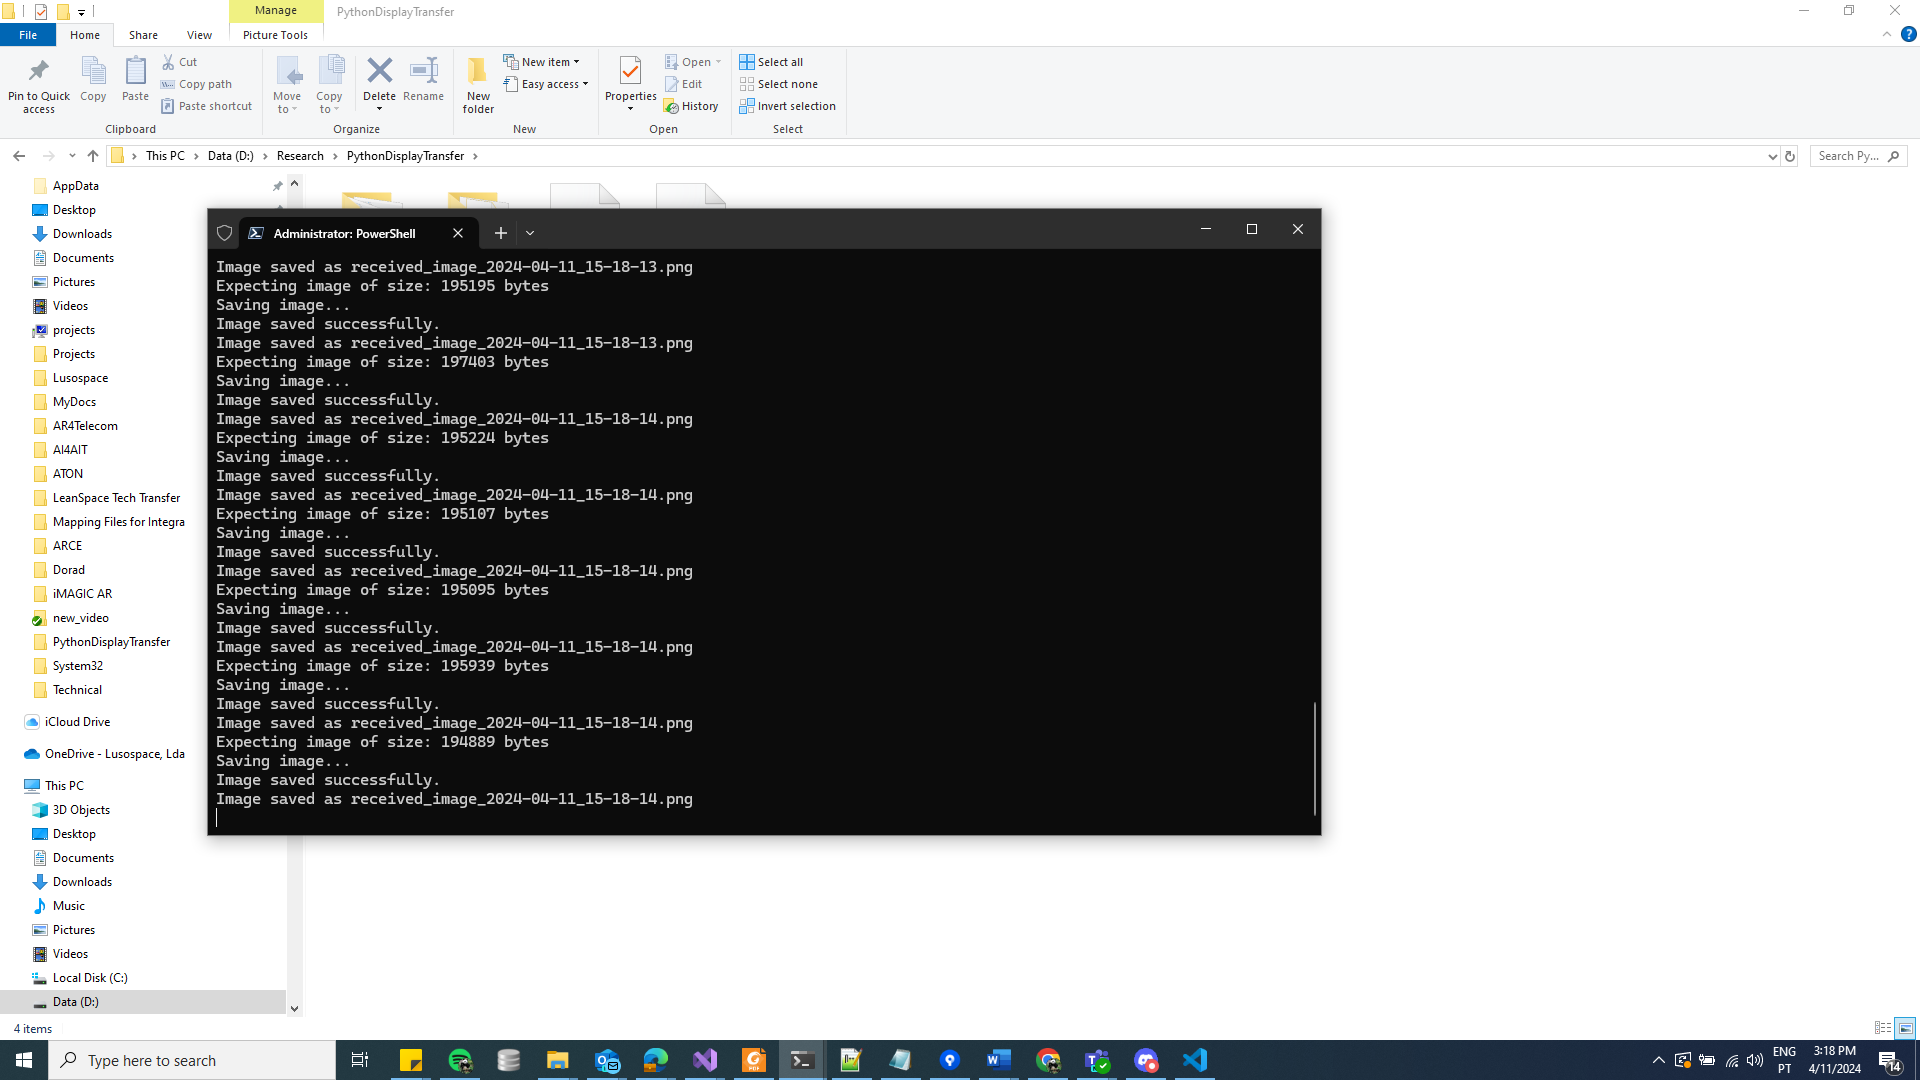 Manage
PythonDisplayTransfer
File
Home
Share
View
Picture Tools
Pin to Quick access
Copy
Paste
Cut
Copy path
Paste shortcut
Clipboard
Move to
Copy to
Delete
Rename
Organize
New folder
New item
Easy access
New
Properties
Open
Edit
History
Open
Select all
Select none
Invert selection
Select
This PC > Data (D:) > Research > PythonDisplayTransfer >
Search Py...
AppData
Desktop
Downloads
Documents
Pictures
Videos
projects
Projects
Lusospace
MyDocs
AR4Telecom
AI4AIT
ATON
LeanSpace Tech Transfer
Mapping Files for Integra
ARCE
Dorad
iMAGIC AR
new_video
PythonDisplayTransfer
System32
Technical
iCloud Drive
OneDrive - Lusospace, Lda
This PC
3D Objects
Desktop
Documents
Downloads
Music
Pictures
Videos
Local Disk (C:)
Data (D:)
4 items
Administrator: PowerShell
Image saved as received_image_2024-04-11_15-18-13.png
Expecting image of size: 195195 bytes
Saving image...
Image saved successfully.
Image saved as received_image_2024-04-11_15-18-13.png
Expecting image of size: 197403 bytes
Saving image...
Image saved successfully.
Image saved as received_image_2024-04-11_15-18-14.png
Expecting image of size: 195224 bytes
Saving image...
Image saved successfully.
Image saved as received_image_2024-04-11_15-18-14.png
Expecting image of size: 195107 bytes
Saving image...
Image saved successfully.
Image saved as received_image_2024-04-11_15-18-14.png
Expecting image of size: 195095 bytes
Saving image...
Image saved successfully.
Image saved as received_image_2024-04-11_15-18-14.png
Expecting image of size: 195939 bytes
Saving image...
Image saved successfully.
Image saved as received_image_2024-04-11_15-18-14.png
Expecting image of size: 194889 bytes
Saving image...
Image saved successfully.
Image saved as received_image_2024-04-11_15-18-14.png
Type here to search
ENG
PT
3:18 PM
4/11/2024
14